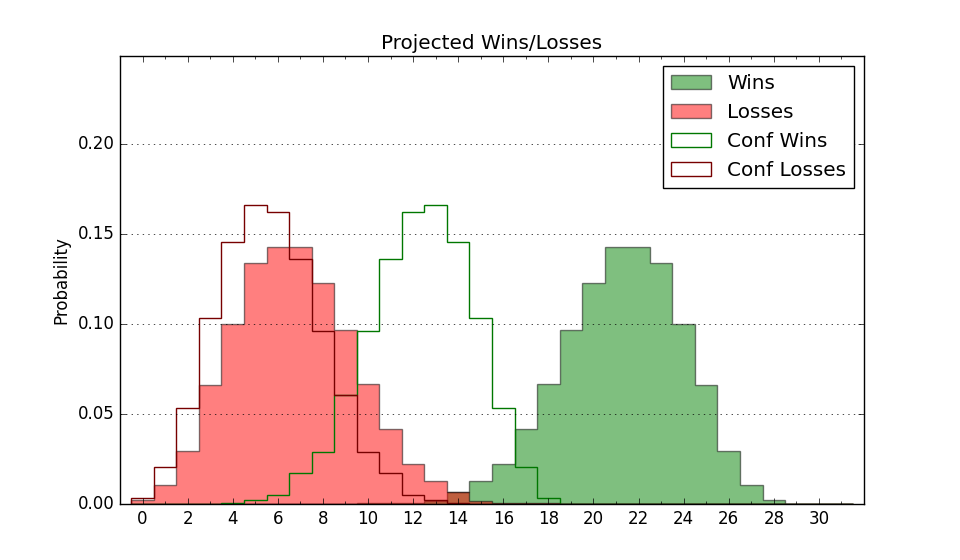 Projected Wins/Losses
Wins
Losses
Conf Wins
Conf Losses
Probability
0.20
0.15
0.10
0.05
0.00
0 2 4 6 8 10 12 14 16 18 20 22 24 26 28 30